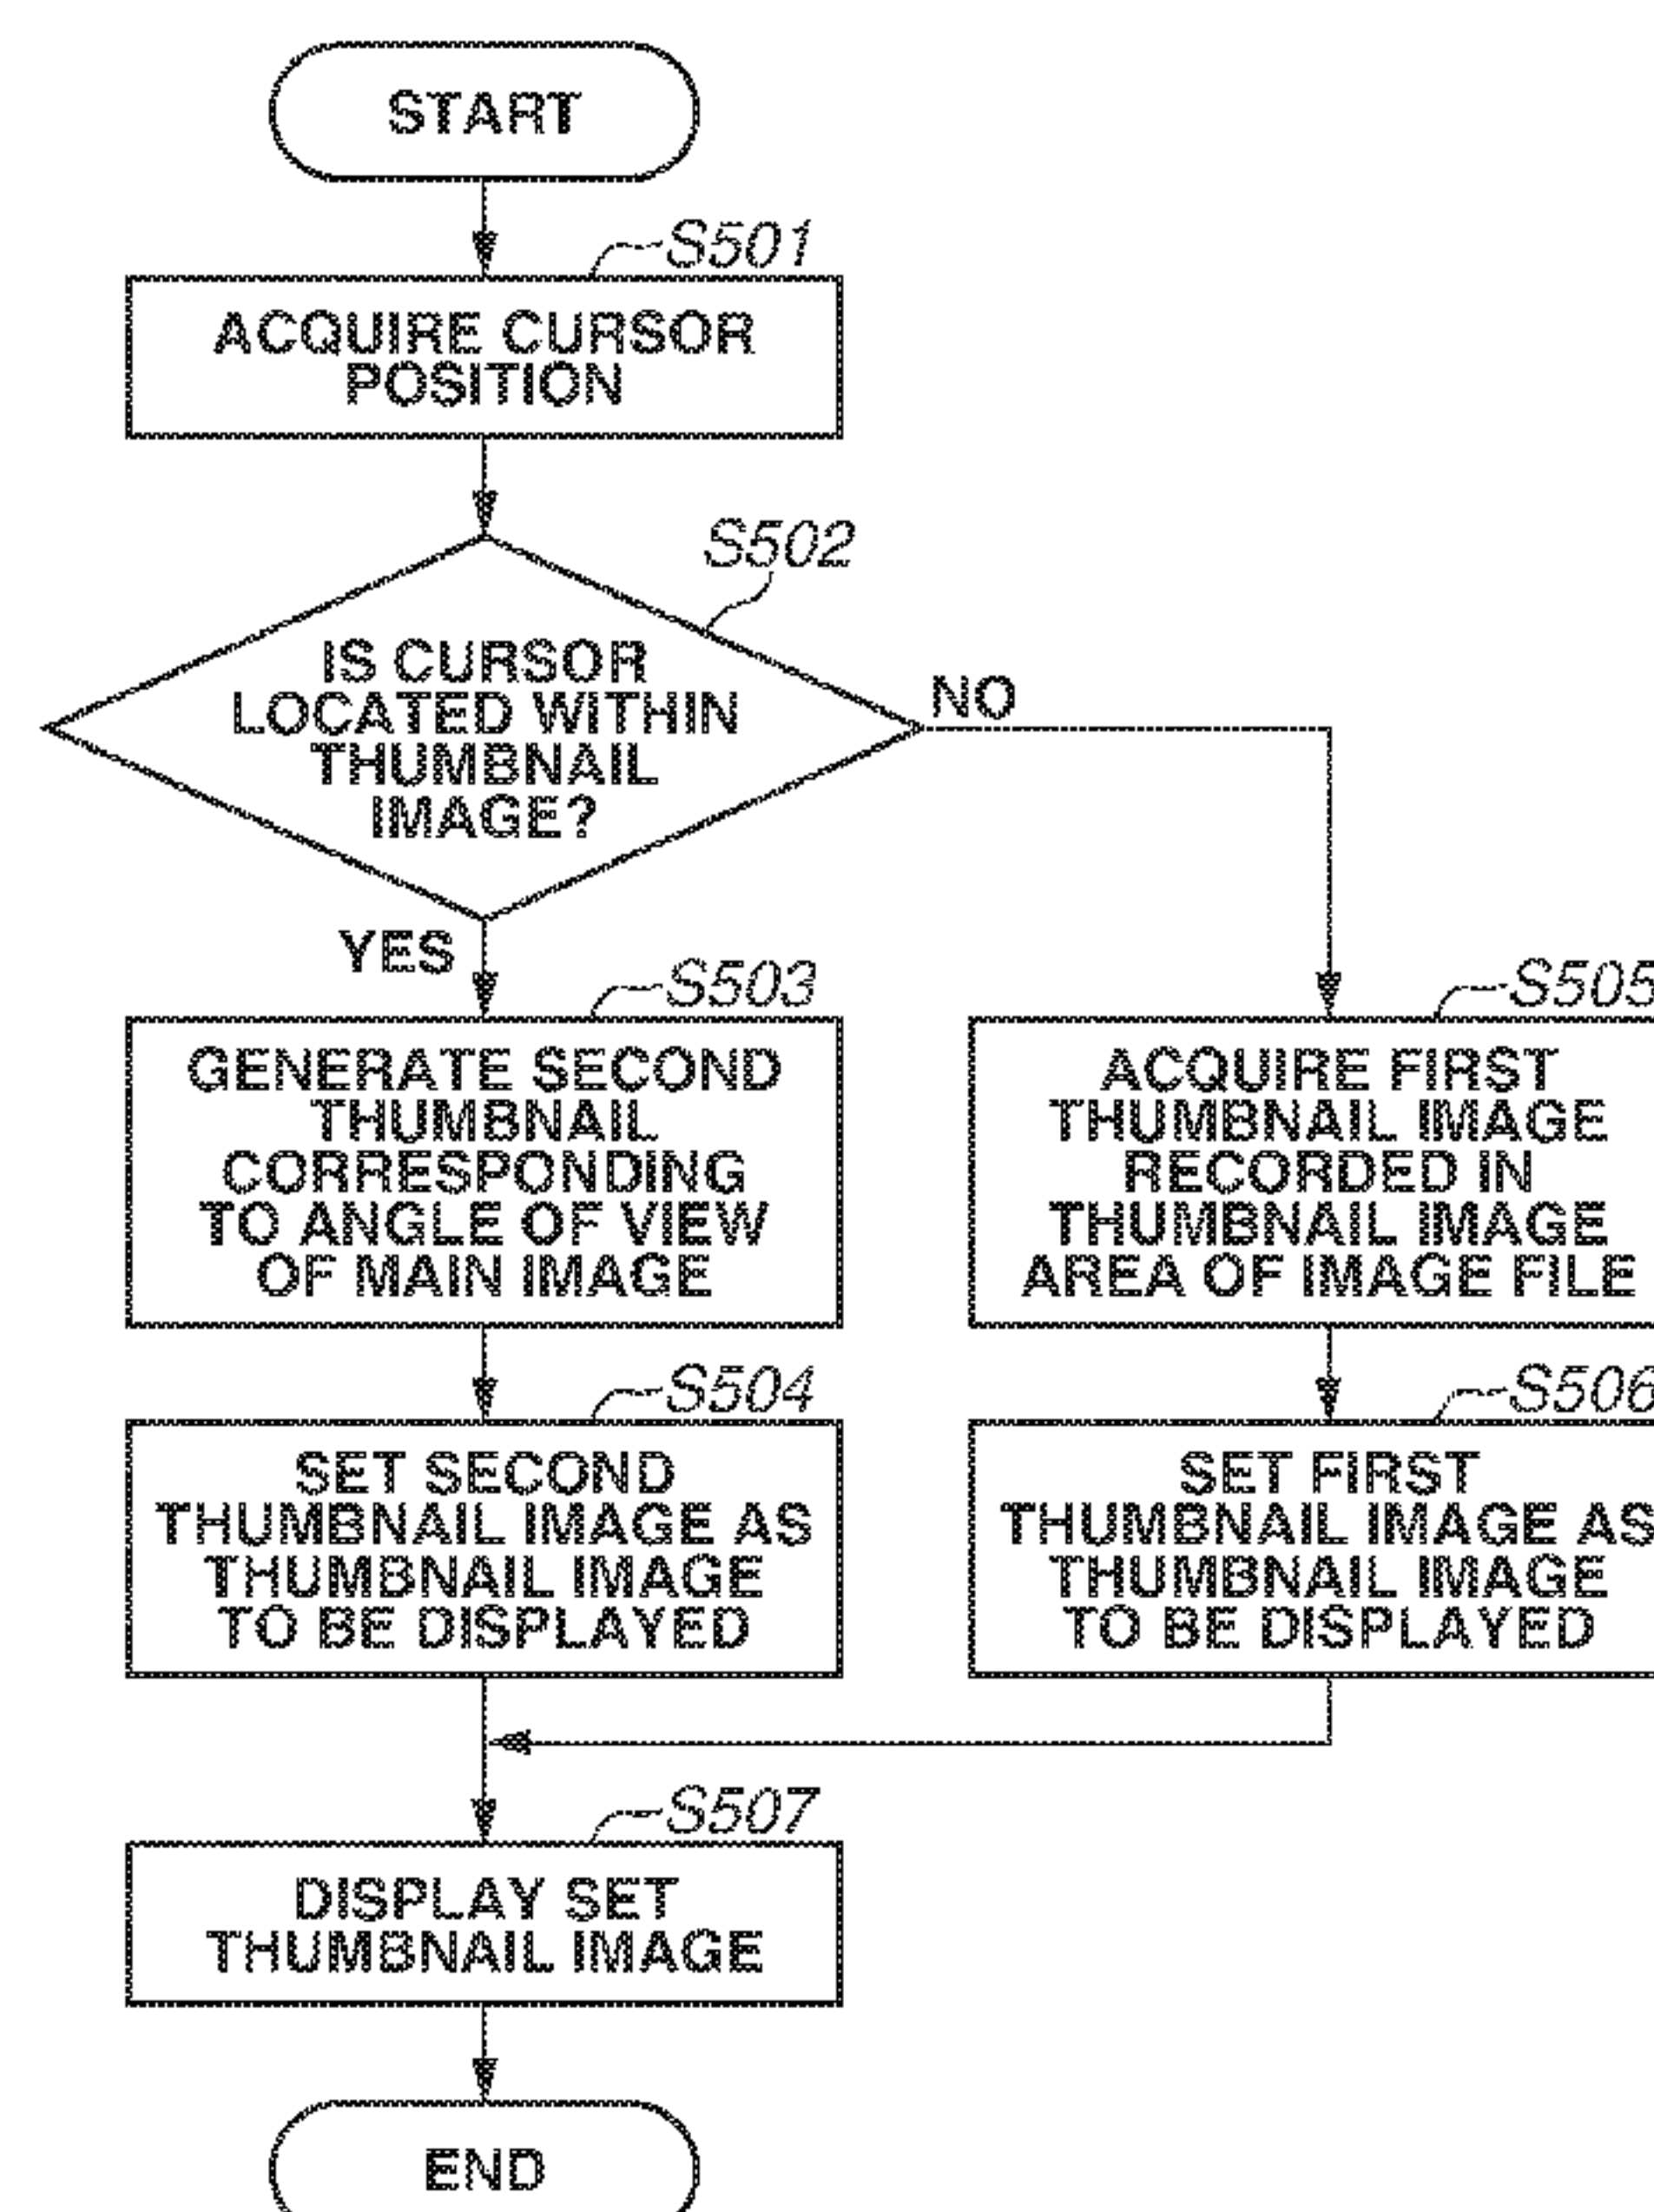 START
S501
ACQUIRE CURSOR
POSITION
S502
IS CURSOR
LOCATED WITHIN
THUMBNAIL
IMAGE?
NO
YES
S503
GENERATE SECOND
THUMBNAIL
CORRESPONDING
TO ANGLE OF VIEW
OF MAIN IMAGE
S505
ACQUIRE FIRST
THUMBNAIL IMAGE
RECORDED IN
THUMBNAIL IMAGE
AREA OF IMAGE FILE
S504
SET SECOND
THUMBNAIL IMAGE AS
THUMBNAIL IMAGE
TO BE DISPLAYED
S506
SET FIRST
THUMBNAIL IMAGE AS
THUMBNAIL IMAGE
TO BE DISPLAYED
S507
DISPLAY SET
THUMBNAIL IMAGE
END